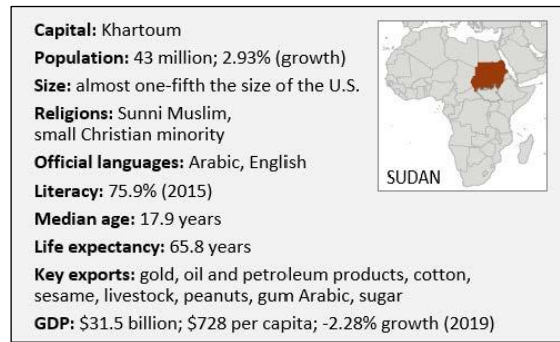 Capital: Khartoum
Population: 43 million; 2.93% (growth)
Size: almost one-fifth the size of the U.S.
Religions: Sunni Muslim,
small Christian minority
Official languages: Arabic, English
Literacy: 75.9% (2015)
Median age: 17.9 years
Life expectancy: 65.8 years
Key exports: gold, oil and petroleum products, cotton,
sesame, livestock, peanuts, gum Arabic, sugar
GDP: $31.5 billion; $728 per capita; -2.28% growth (2019)
SUDAN